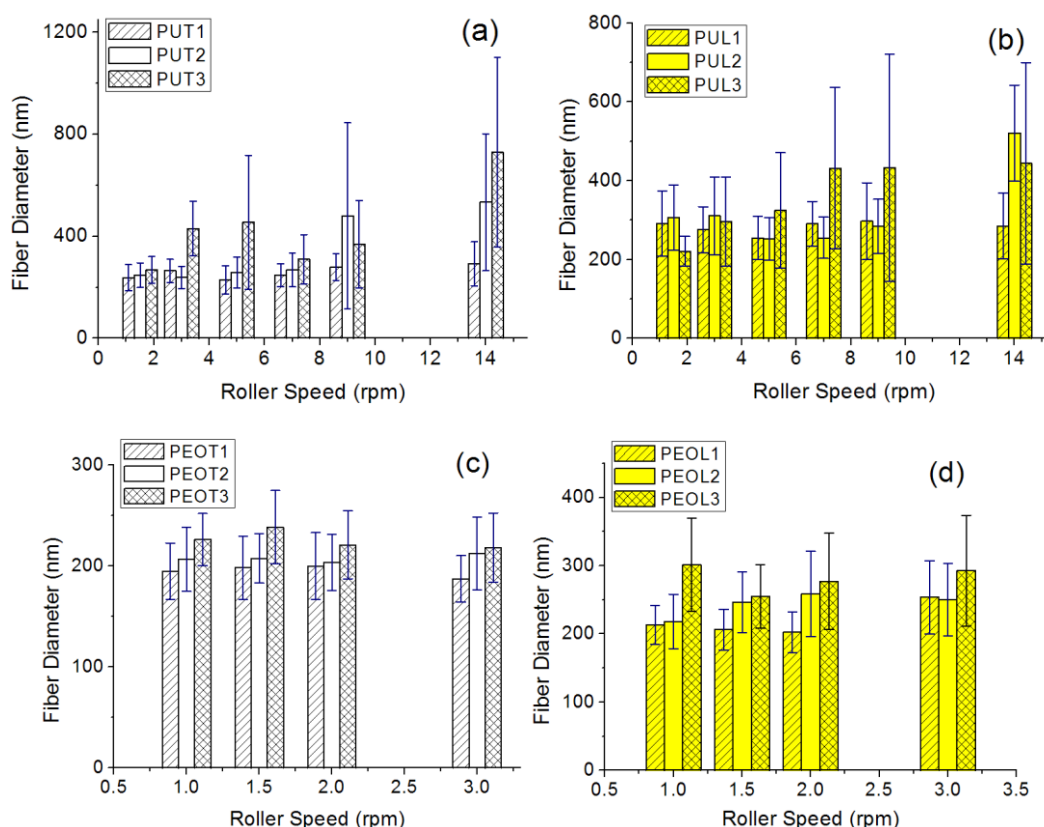 (a)
PUT1
PUT2
PUT3
Fiber Diameter (nm)
1200
800
400
0
0 2 4 6 8 10 12 14
Roller Speed (rpm)
(b)
PUL1
PUL2
PUL3
Fiber Diameter (nm)
800
600
400
200
0
0 2 4 6 8 10 12 14
Roller Speed (rpm)
(c)
PEOT1
PEOT2
PEOT3
Fiber Diameter (nm)
300
200
100
0
0.5 1.0 1.5 2.0 2.5 3.0
Roller Speed (rpm)
(d)
PEOL1
PEOL2
PEOL3
Fiber Diameter (nm)
400
300
200
100
0
0.5 1.0 1.5 2.0 2.5 3.0 3.5
Roller Speed (rpm)